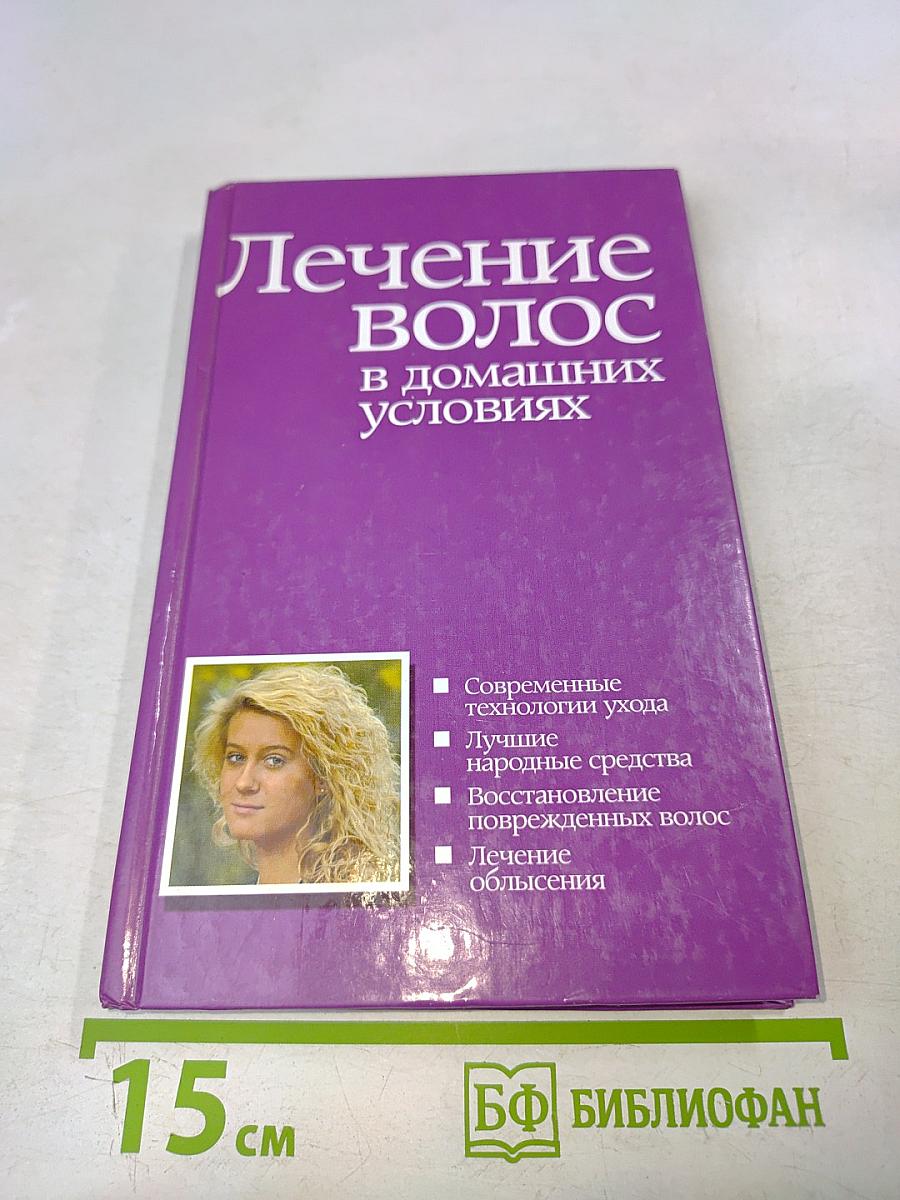 Лечение
волос
в домашних
условиях
Современные
технологии ухода
Лучшие
народные средства
Восстановление
поврежденных волос
Лечение
облысения
15 см
БФ БИБЛИОФАН